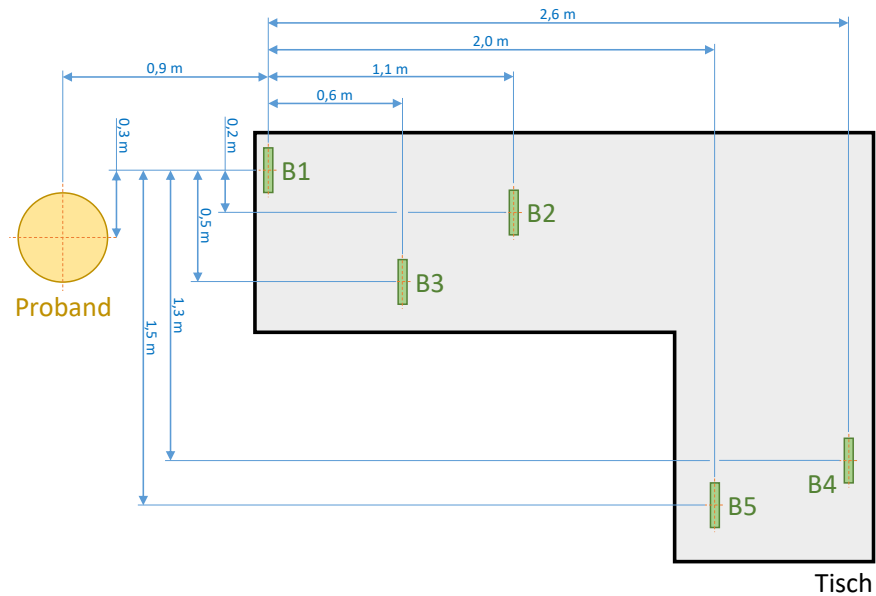 2,6 m
2,0 m
0,9 m
1,1 m
0,6 m
0,3 m
0,2 m
B1
B2
0,5 m
B3
Proband
1,3 m
1,5 m
B4
B5
Tisch